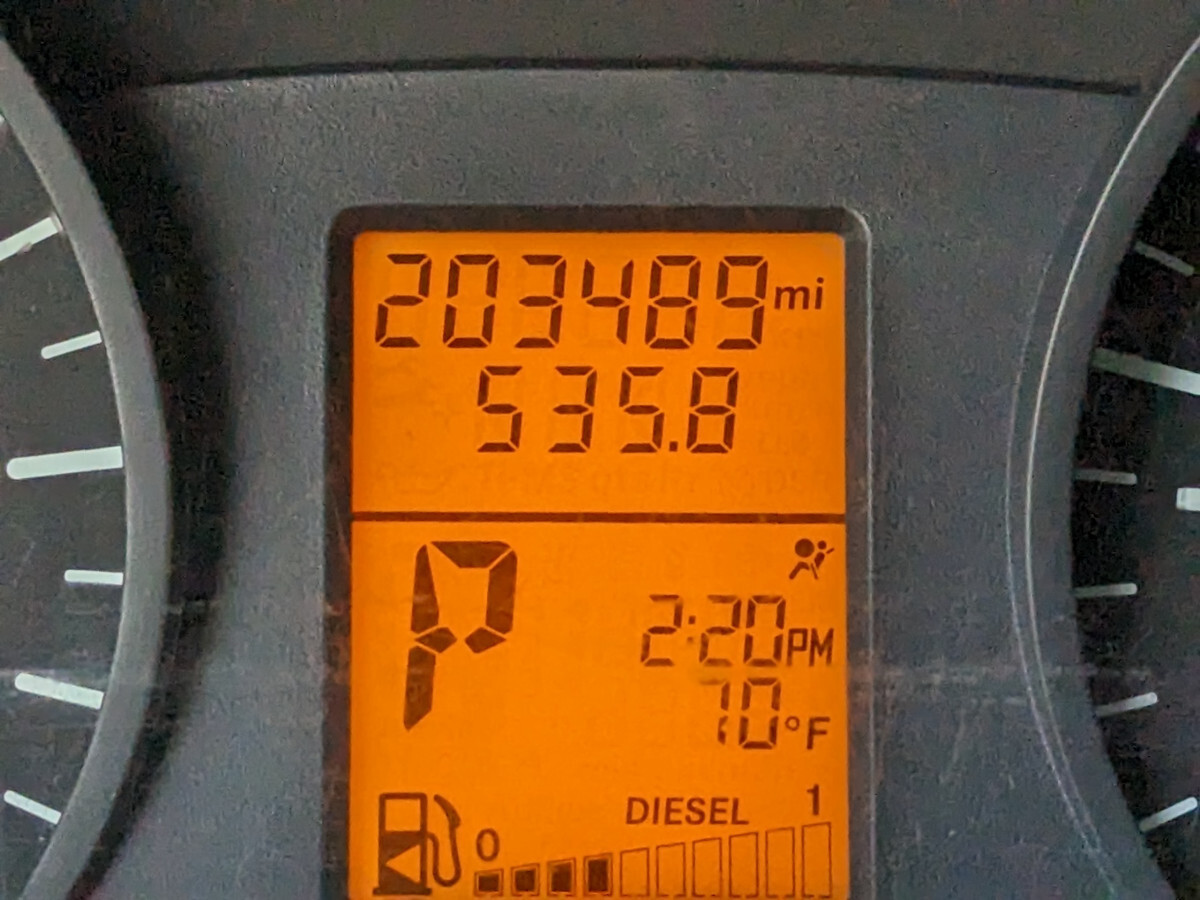 203489mi
535.8
P
2:20PM
70°F
DIESEL 1
0